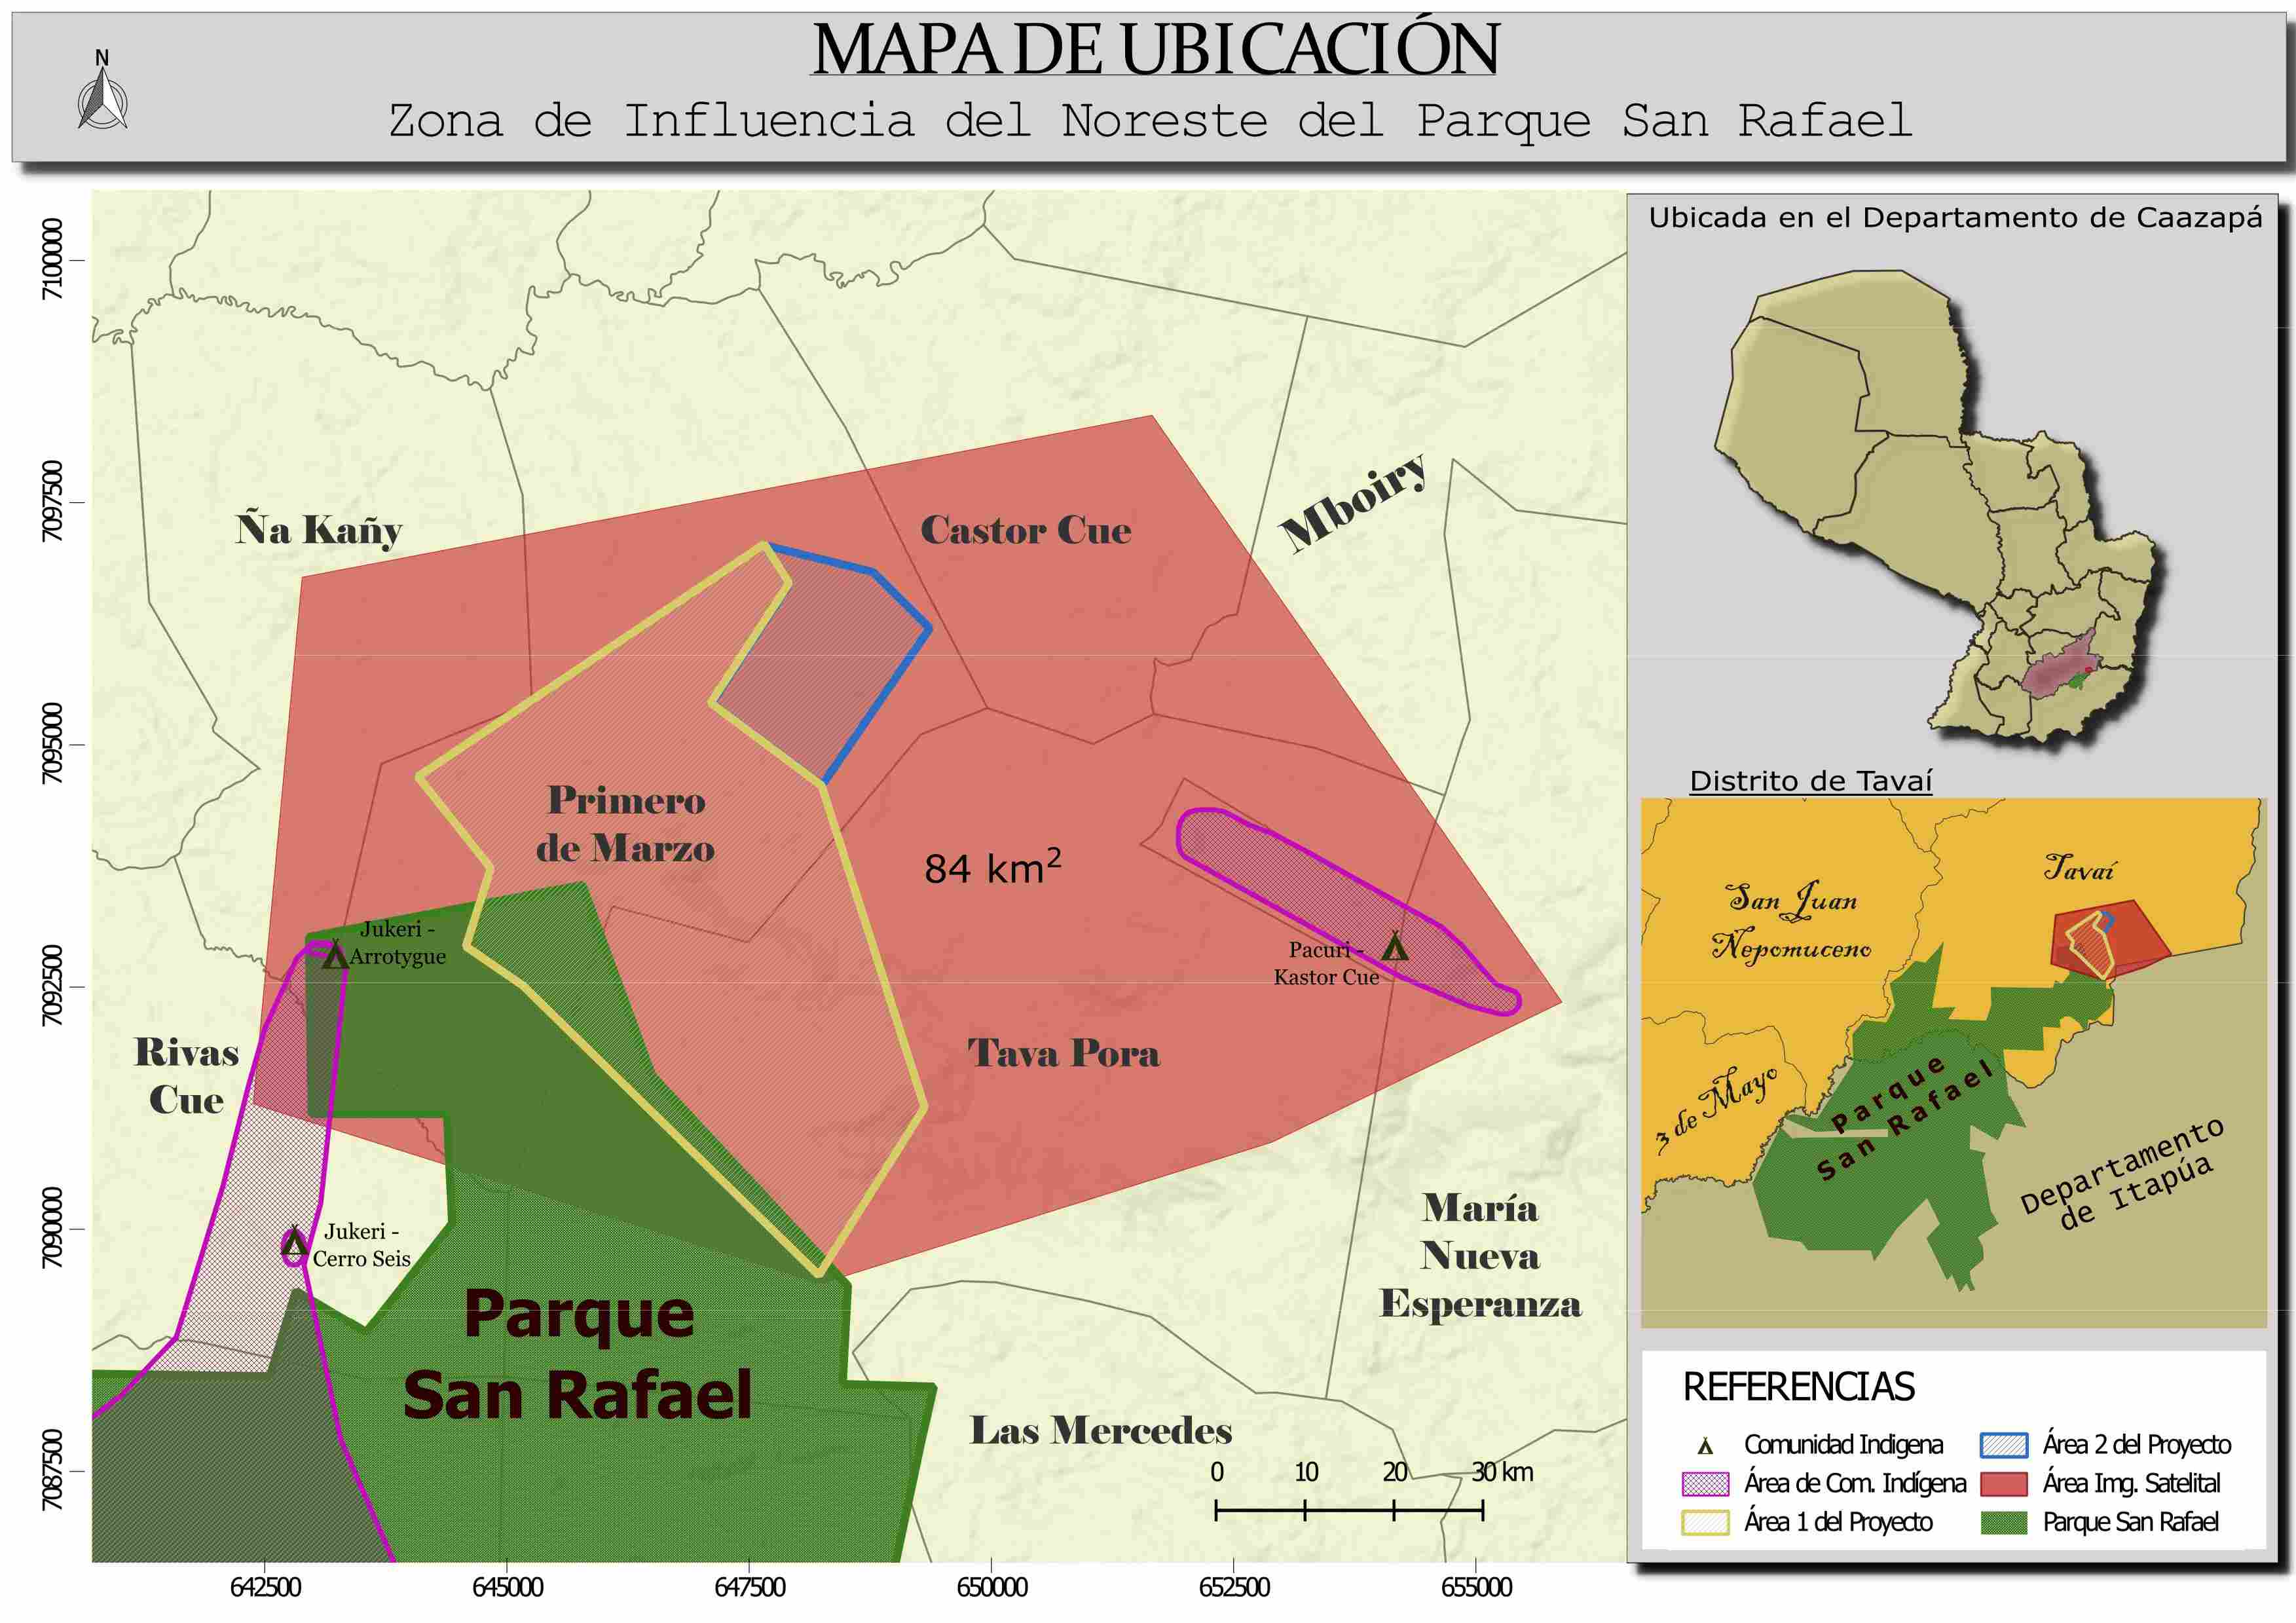 MAPA DE UBICACIÓN
Zona de Influencia del Noreste del Parque San Rafael
N
7100000
7097500
7095000
7092500
7090000
7087500
642500
645000
647500
650000
652500
655000
Ña Kañy
Castor Cue
Mboiry
Primero
de Marzo
84 km²
Jukeri -
Arrotygue
Pacuri -
Kastor Cue
Rivas
Cue
Tava Pora
Jukeri -
Cerro Seis
María
Nueva
Esperanza
Parque
San Rafael
Las Mercedes
0 10 20 30 km
Ubicada en el Departamento de Caazapá
Distrito de Tavaí
Tavaí
San Juan
Nepomuceno
3 de Mayo
Parque
San Rafael
Departamento
de Itapúa
REFERENCIAS
Comunidad Indigena
Área de Com. Indígena
Área 1 del Proyecto
Área 2 del Proyecto
Área Img. Satelital
Parque San Rafael